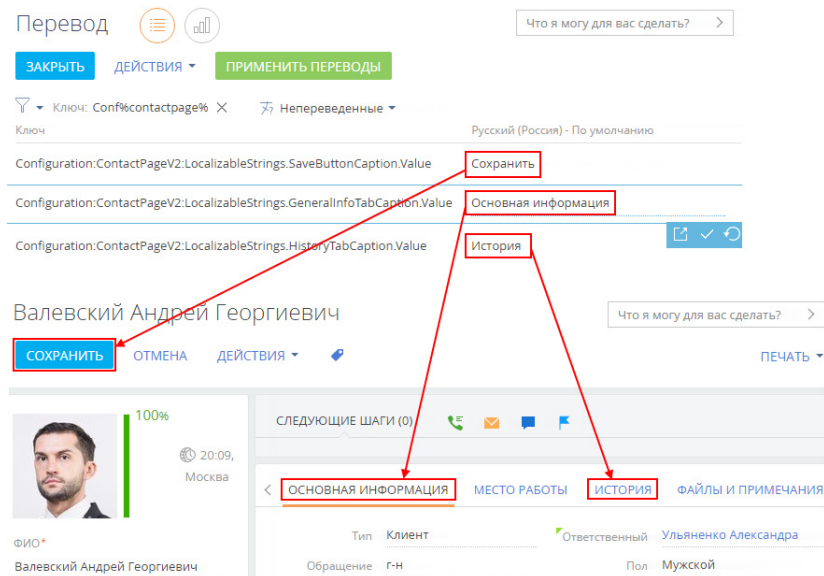 Перевод
Что я могу для вас сделать?
ЗАКРЫТЬ ДЕЙСТВИЯ ПРИМЕНИТЬ ПЕРЕВОДЫ
Ключ: Conf%contactpage% Непереведенные
Ключ Русский (Россия) - По умолчанию
Configuration:ContactPageV2:LocalizableStrings.SaveButtonCaption.Value Сохранить
Configuration:ContactPageV2:LocalizableStrings.GeneralInfoTabCaption.Value Основная информация
Configuration:ContactPageV2:LocalizableStrings.HistoryTabCaption.Value История
Валевский Андрей Георгиевич
Что я могу для вас сделать?
СОХРАНИТЬ ОТМЕНА ДЕЙСТВИЯ ПЕЧАТЬ
100%
20:09,
Москва
ФИО*
Валевский Андрей Георгиевич
СЛЕДУЮЩИЕ ШАГИ (0)
ОСНОВНАЯ ИНФОРМАЦИЯ МЕСТО РАБОТЫ ИСТОРИЯ ФАЙЛЫ И ПРИМЕЧАНИЯ
Тип Клиент Ответственный Ульяненко Александра
Обращение г-н Пол Мужской